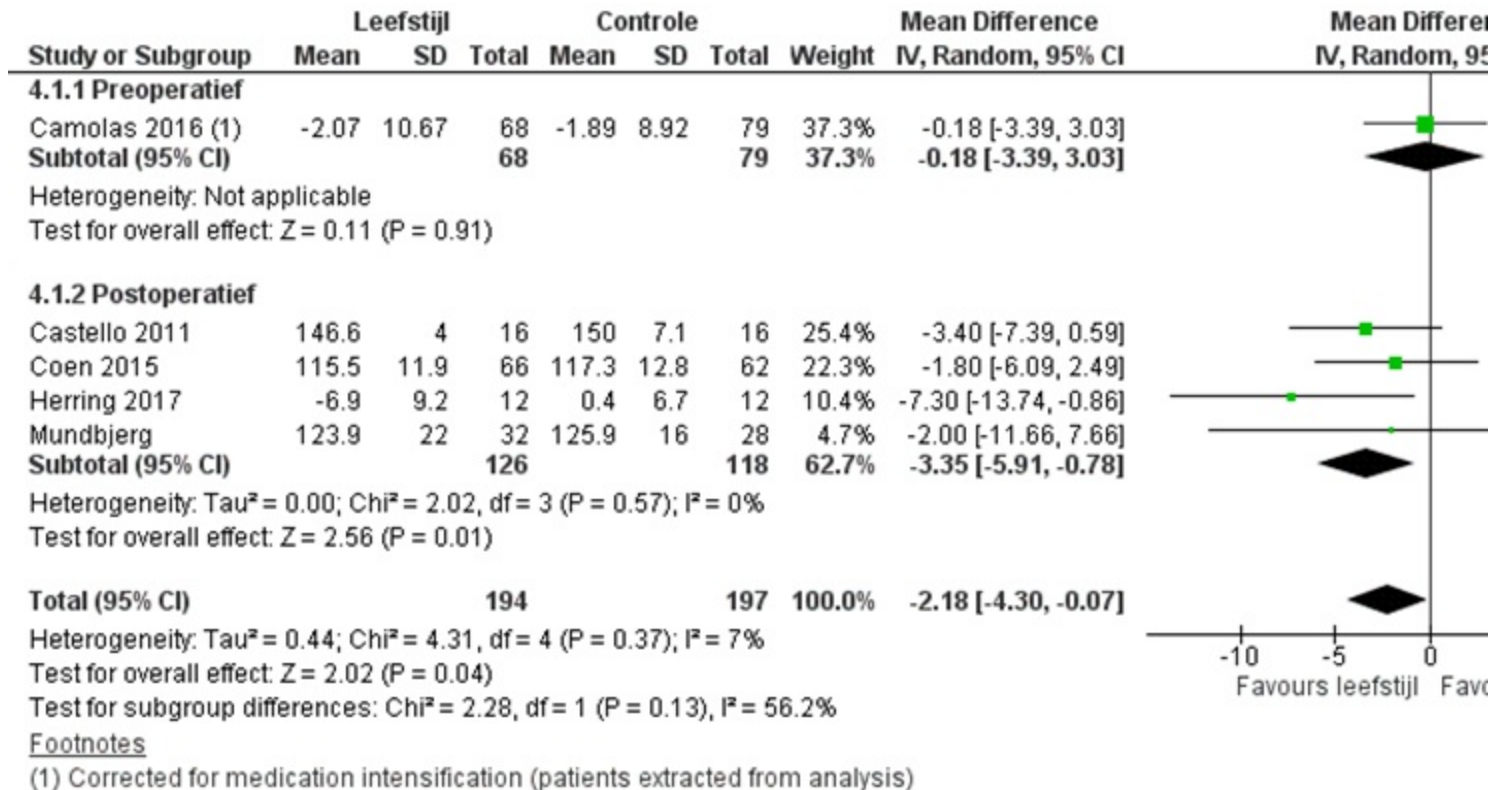 Leefstijl Controle Mean Difference Mean Differe
Study or Subgroup Mean SD Total Mean SD Total Weight IV, Random, 95% CI IV, Random, 95
4.1.1 Preoperatief
Camolas 2016 (1) -2.07 10.67 68 -1.89 8.92 79 37.3% -0.18 [-3.39, 3.03]
Subtotal (95% CI) 68 79 37.3% -0.18 [-3.39, 3.03]
Heterogeneity: Not applicable
Test for overall effect: Z = 0.11 (P = 0.91)
4.1.2 Postoperatief
Castello 2011 146.6 4 16 150 7.1 16 25.4% -3.40 [-7.39, 0.59]
Coen 2015 115.5 11.9 66 117.3 12.8 62 22.3% -1.80 [-6.09, 2.49]
Herring 2017 -6.9 9.2 12 0.4 6.7 12 10.4% -7.30 [-13.74, -0.86]
Mundbjerg 123.9 22 32 125.9 16 28 4.7% -2.00 [-11.66, 7.66]
Subtotal (95% CI) 126 118 62.7% -3.35 [-5.91, -0.78]
Heterogeneity: Tau² = 0.00; Chi² = 2.02, df = 3 (P = 0.57); I² = 0%
Test for overall effect: Z = 2.56 (P = 0.01)
Total (95% CI) 194 197 100.0% -2.18 [-4.30, -0.07]
Heterogeneity: Tau² = 0.44; Chi² = 4.31, df = 4 (P = 0.37); I² = 7%
Test for overall effect: Z = 2.02 (P = 0.04)
Test for subgroup differences: Chi² = 2.28, df = 1 (P = 0.13), I² = 56.2%
-10 -5 0
Favours leefstijl Favo
Footnotes
(1) Corrected for medication intensification (patients extracted from analysis)